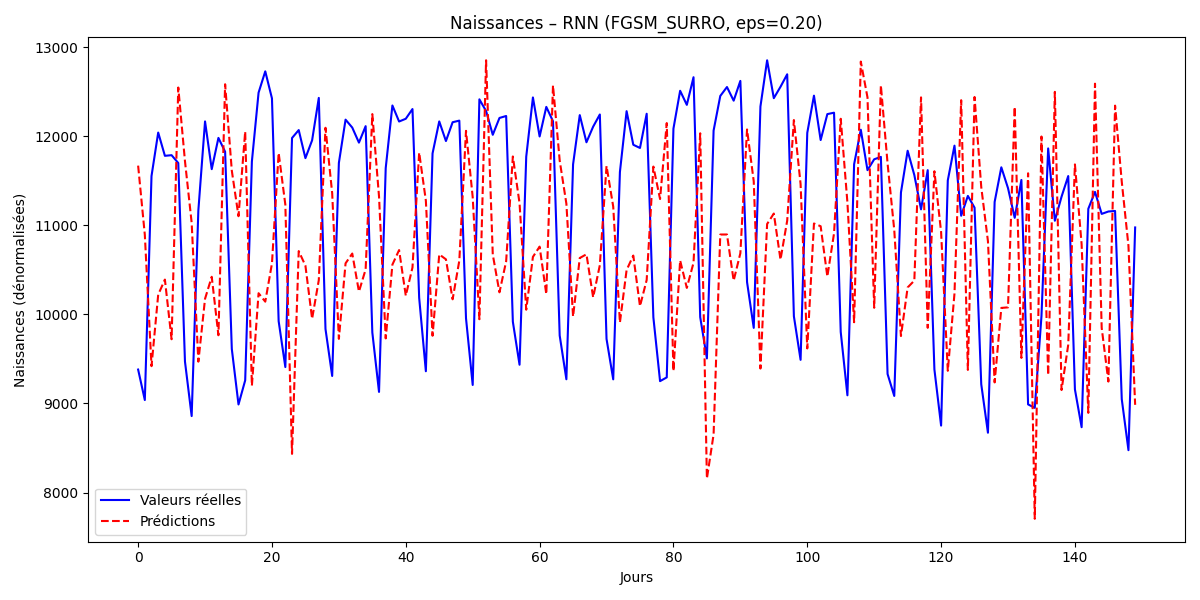 Naissances – RNN (FGSM_SURRO, eps=0.20)
13000
12000
11000
10000
9000
8000
Naissances (dénormalisées)
Valeurs réelles
Prédictions
0 20 40 60 80 100 120 140
Jours